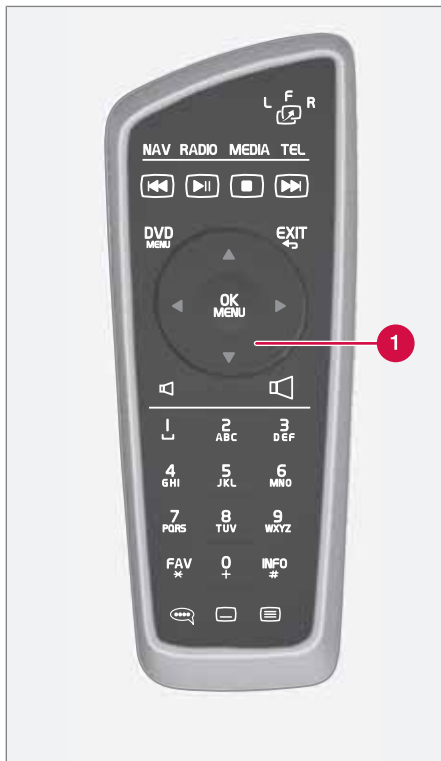 L F R
NAV RADIO MEDIA TEL
DVD EXIT
MENU
OK
MENU
1
1 2 3
ABC DEF
4 5 6
GHI JKL MNO
7 8 9
PQRS TUV WXYZ
FAV 0 INFO
* + #